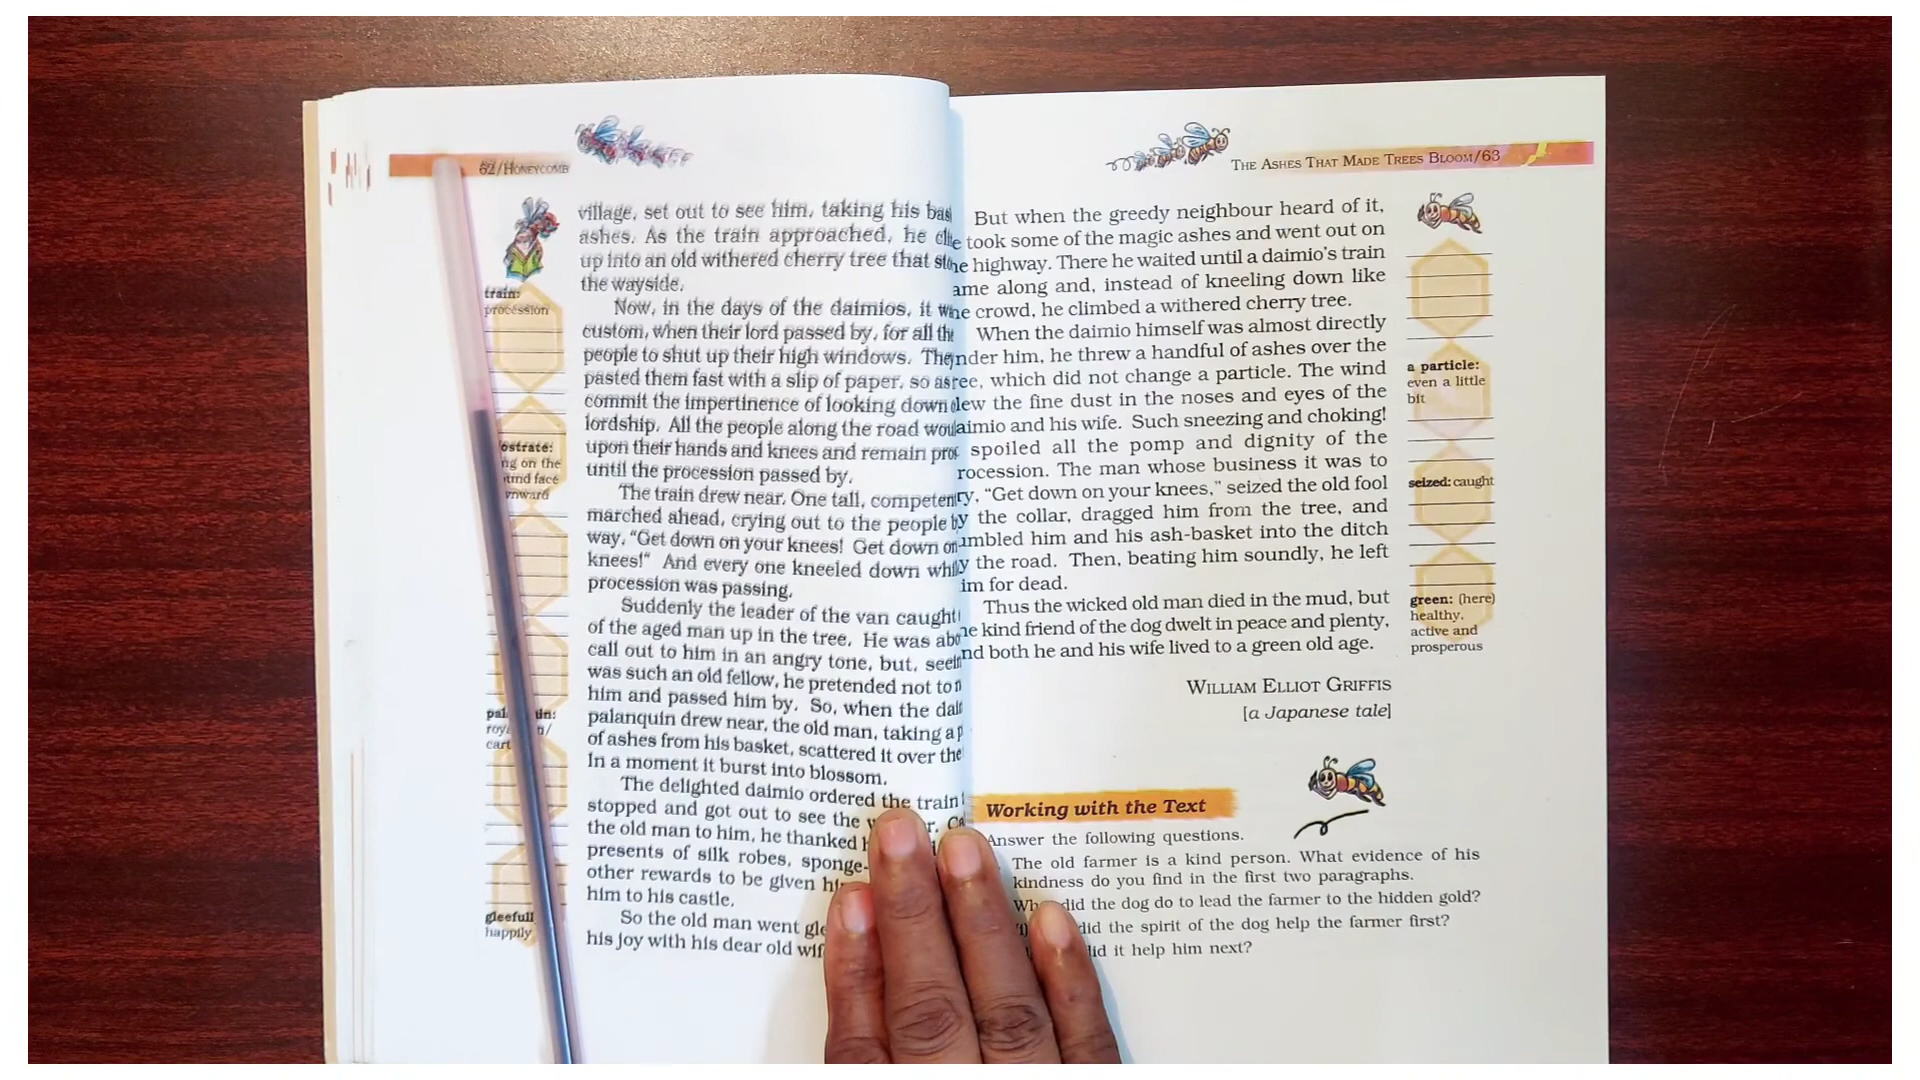 62/HONEYCOMB
village, set out to see him, taking his
ashes. As the train approached, he
up into an old withered cherry tree that
the wayside.
Now, in the days of the daimios, it
custom, when their lord passed by, for all
people to shut up their high windows.
pasted them fast with a slip of paper, so as
commit the impertinence of looking down
lordship. All the people along the road
upon their hands and knees and remain
until the procession passed by.
The train drew near. One tall,
marched ahead, crying out to the people
way, “Get down on your knees! Get down
knees!” And every one kneeled down
procession was passing.
Suddenly the leader of the van caught
of the aged man up in the tree. He was
call out to him in an angry tone, but,
was such an old fellow, he pretended not to
him and passed him by. So, when the
palanquin drew near, the old man, taking a
of ashes from his basket, scattered it over the
In a moment it burst into blossom.
The delighted daimio ordered the train
stopped and got out to see the
the old man to him, he thanked
presents of silk robes,
other rewards to be given
him to his castle.
So the old man went
his joy with his dear old
train:
procession
ng on the
gleefull
happily
THE ASHES THAT MADE TREES BLOOM/63
But when the greedy neighbour heard of it,
took some of the magic ashes and went out on
highway. There he waited until a daimio’s train
along and, instead of kneeling down like
crowd, he climbed a withered cherry tree.
When the daimio himself was almost directly
him, he threw a handful of ashes over the
which did not change a particle. The wind
the fine dust in the noses and eyes of the
and his wife. Such sneezing and choking!
spoiled all the pomp and dignity of the
The man whose business it was to
“Get down on your knees,” seized the old fool
the collar, dragged him from the tree, and
him and his ash-basket into the ditch
the road. Then, beating him soundly, he left
for dead.
Thus the wicked old man died in the mud, but
kind friend of the dog dwelt in peace and plenty,
both he and his wife lived to a green old age.
WILLIAM ELLIOT GRIFFIS
[a Japanese tale]
a particle:
even a little
bit
seized: caught
green: (here)
healthy,
active and
prosperous
Working with the Text
Answer the following questions.
The old farmer is a kind person. What evidence of his
kindness do you find in the first two paragraphs.
did the dog do to lead the farmer to the hidden gold?
did the spirit of the dog help the farmer first?
it help him next?